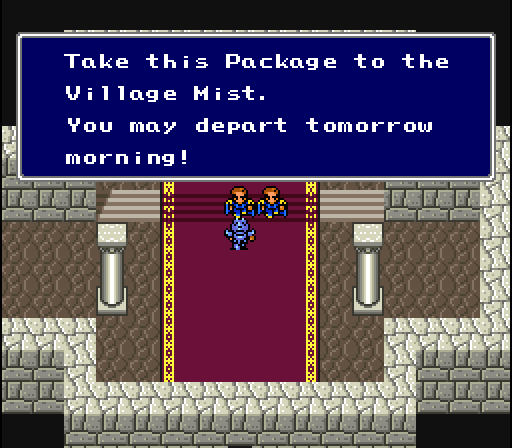 Take this Package to the
Village Mist.
You may depart tomorrow
morning!